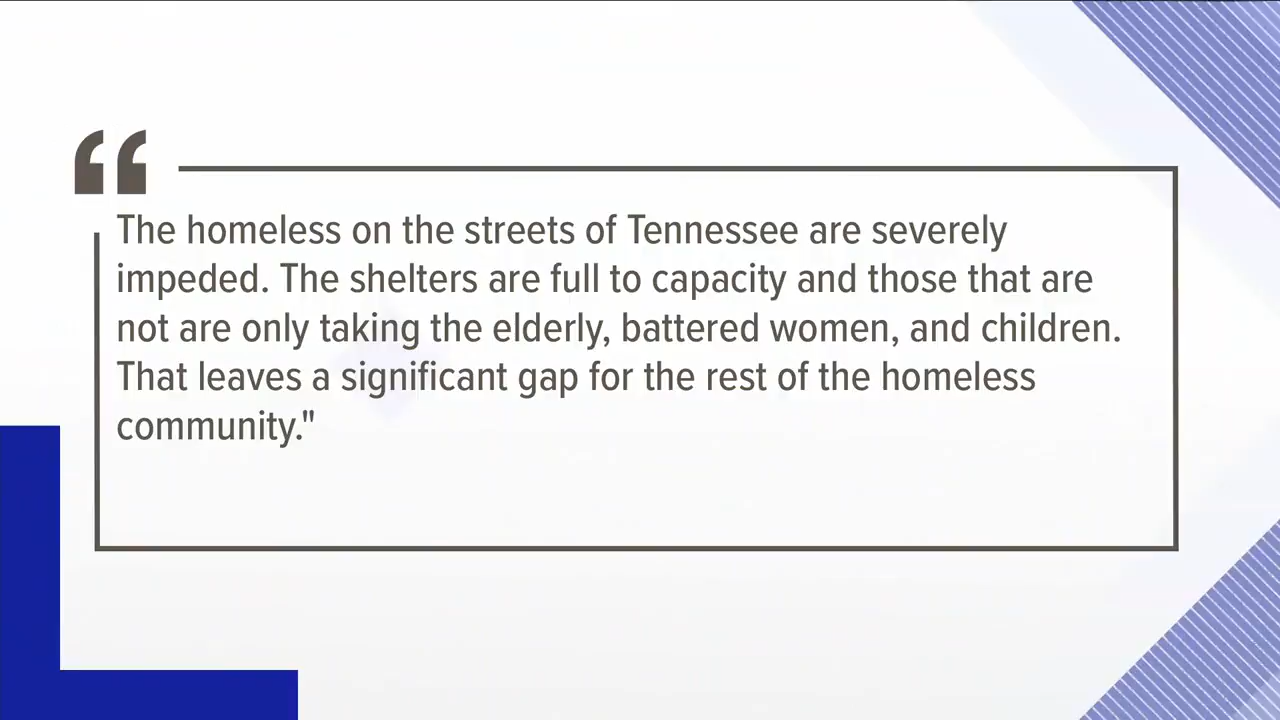 “
The homeless on the streets of Tennessee are severely
impeded. The shelters are full to capacity and those that are
not are only taking the elderly, battered women, and children.
That leaves a significant gap for the rest of the homeless
community."